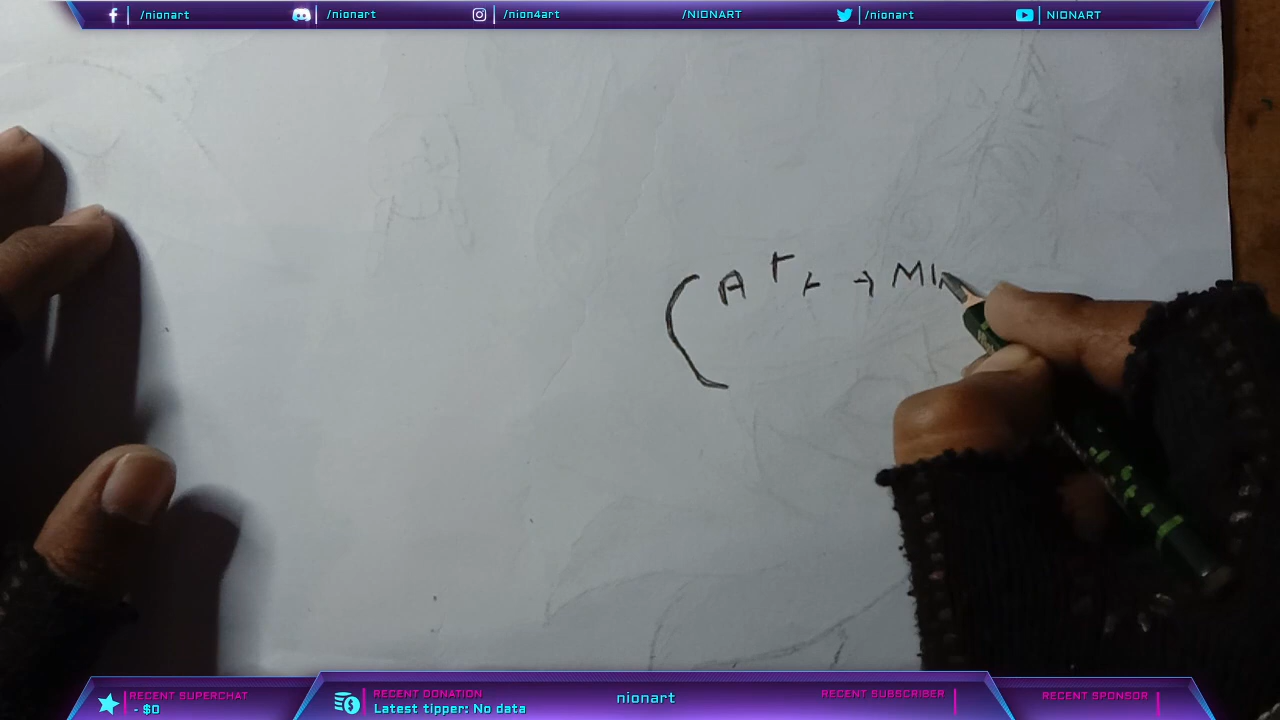 /nionart /nionart /nion4art /NIONART /nionart NIONART
A r
→ MI
RECENT SUPERCHAT
- $0
RECENT DONATION
Latest tipper: No data
nionart
RECENT SUBSCRIBER
RECENT SPONSOR